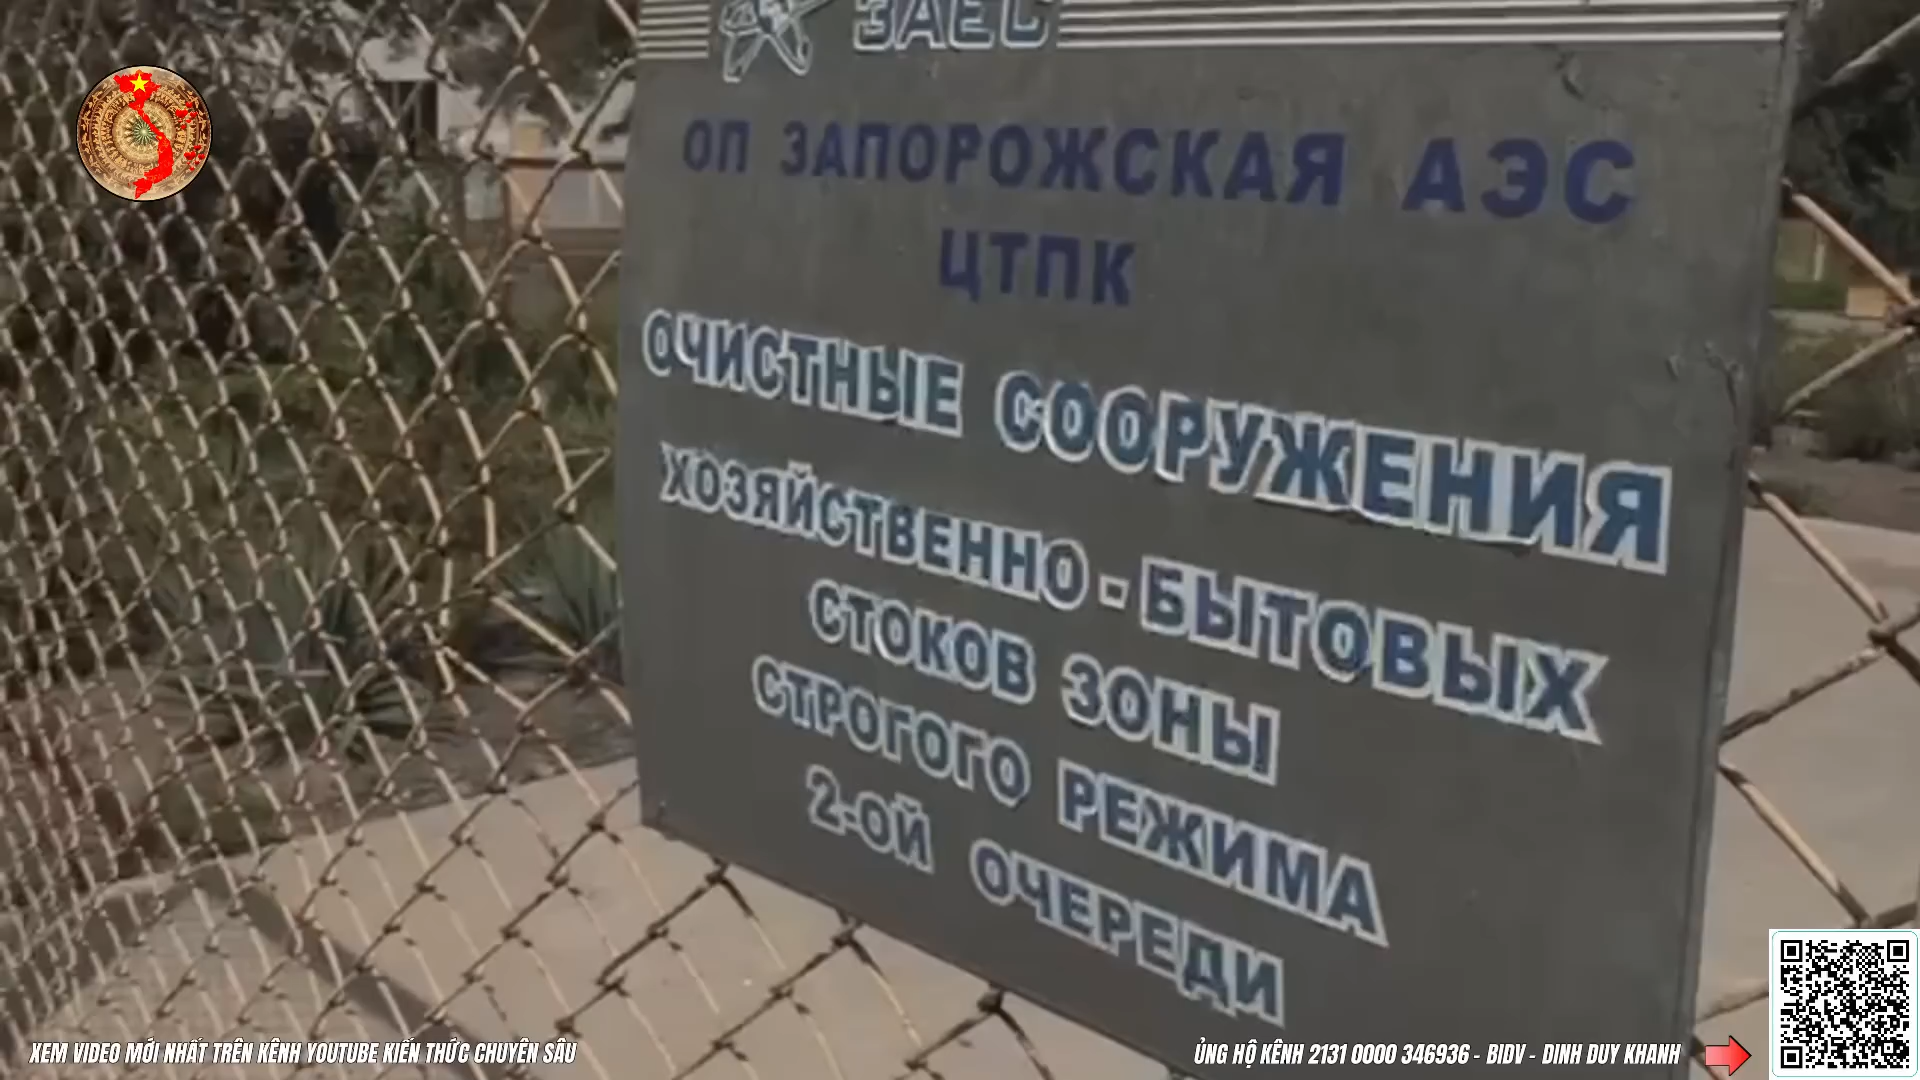 ЗАЕС
ОП ЗАПОРОЖСКАЯ АЭС
ЦТПК
ОЧИСТНЫЕ СООРУЖЕНИЯ
ХОЗЯЙСТВЕННО-БЫТОВЫХ
СТОКОВ ЗОНЫ
СТРОГОГО РЕЖИМА
2-ОЙ ОЧЕРЕДИ
XEM VIDEO MỚI NHẤT TRÊN KÊNH YOUTUBE KIẾN THỨC CHUYÊN SÂU
ỦNG HỘ KÊNH 2131 0000 346936 - BIDV - DINH DUY KHANH